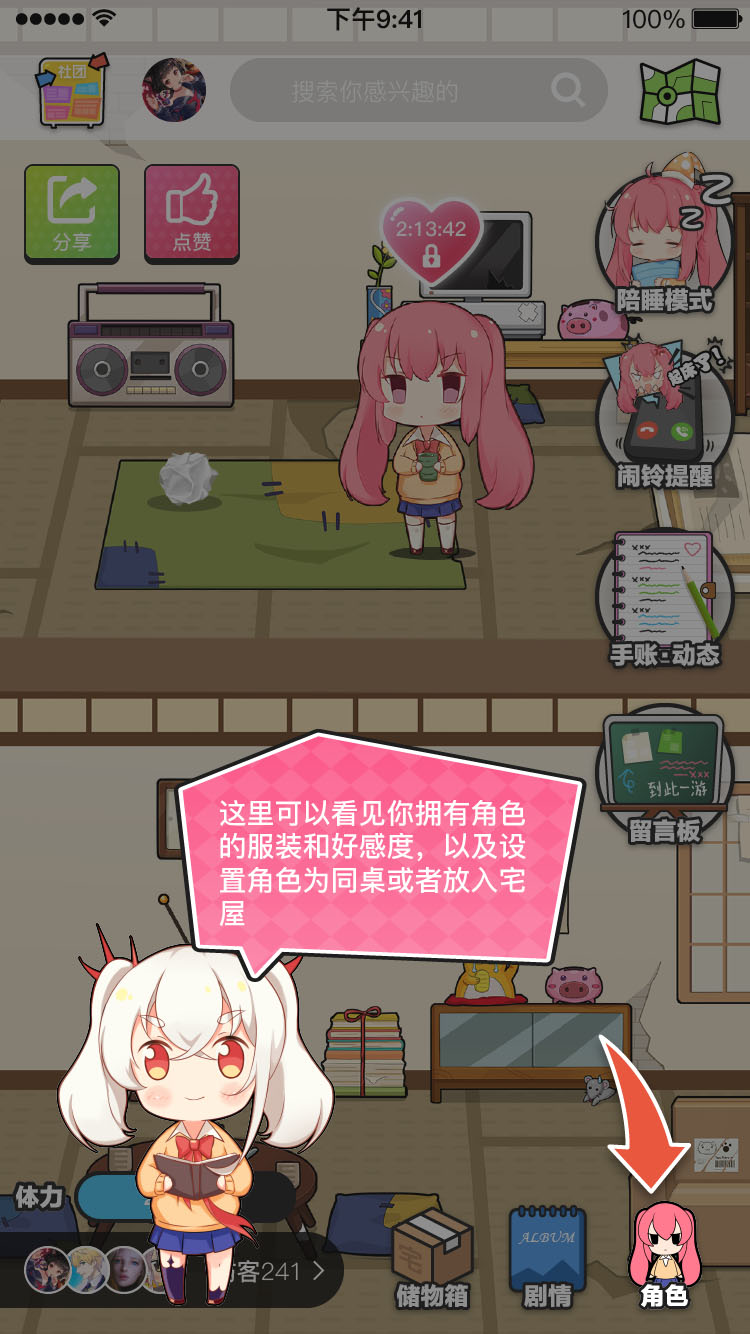 下午9:41
100%
社团
搜索你感兴趣的
分享
点赞
2:13:42
Z
Z
陪睡模式
起床了!
闹铃提醒
手账·动态
到此一游
留言板
这里可以看见你拥有角色
的服装和好感度，以及设
置角色为同桌或者放入宅
屋
体力
客241
宅
储物箱
ALBUM
剧情
角色